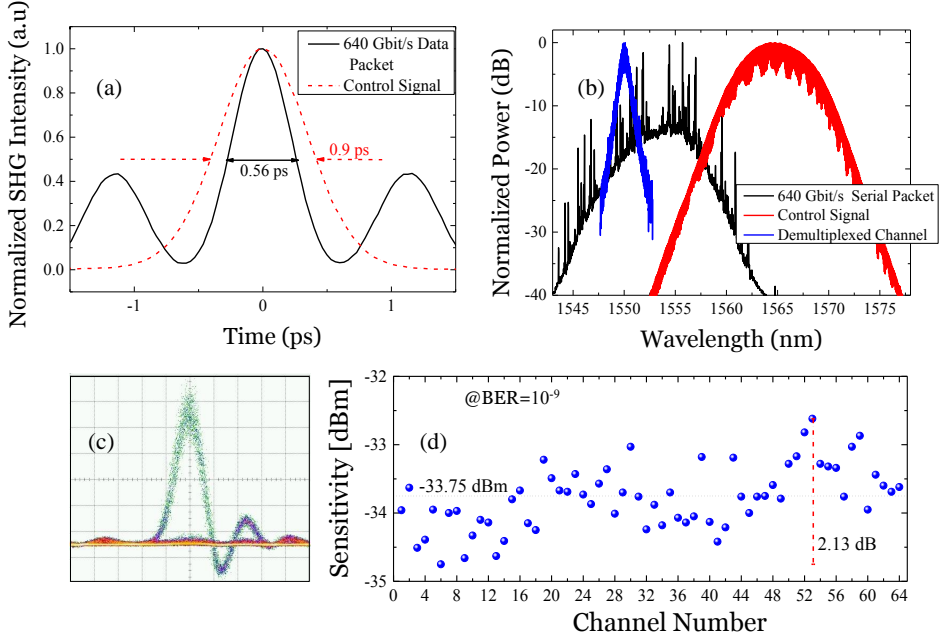 Normalized SHG Intensity (a.u)
1.0
0.8
0.6
0.4
0.2
0.0
(a)
640 Gbit/s Data
Packet
Control Signal
0.9 ps
0.56 ps
-1
0
1
Time (ps)
Normalized Power (dB)
0
-10
-20
-30
-40
(b)
640 Gbit/s Serial Packet
Control Signal
Demultiplexed Channel
1545
1550
1555
1560
1565
1570
1575
Wavelength (nm)
(c)
Sensitivity [dBm]
-32
-33
-34
-35
@BER=10⁻⁹
(d)
-33.75 dBm
2.13 dB
0 4 8 12 16 20 24 28 32 36 40 44 48 52 56 60 64
Channel Number